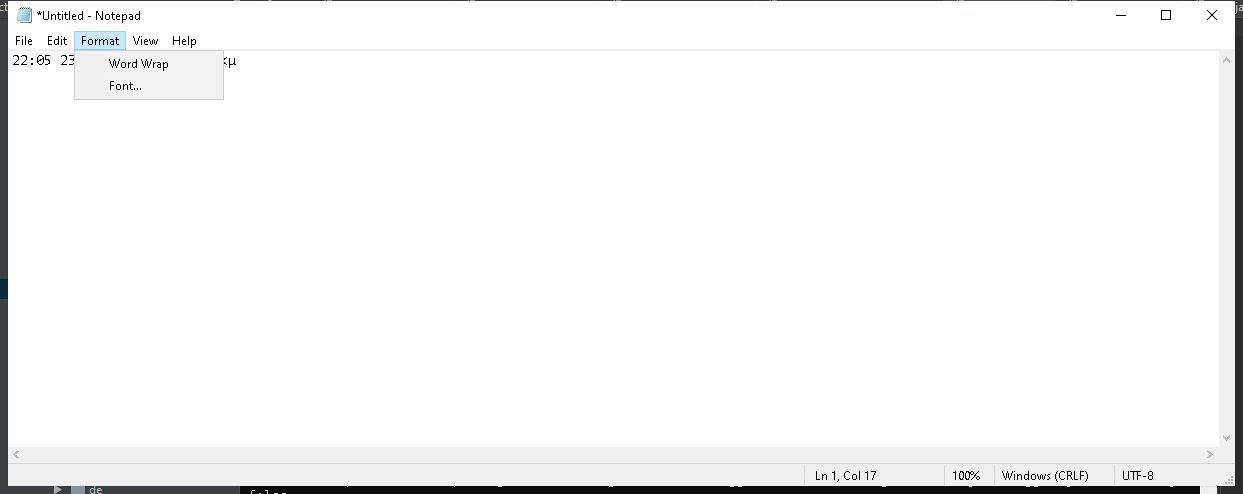 *Untitled - Notepad
File Edit Format View Help
22:05 23
κμ
Word Wrap
Font...
Ln 1, Col 17
100%
Windows (CRLF)
UTF-8
de